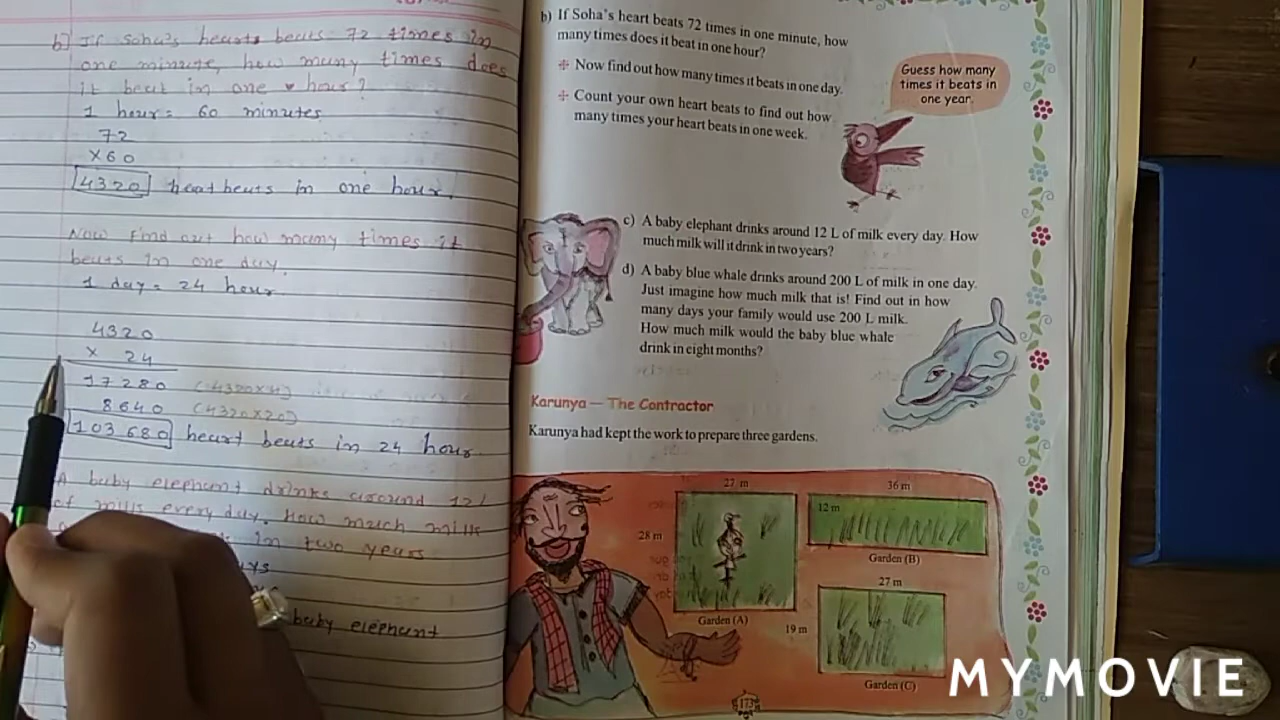 b] If Soha's hearts beats 72 times in
one minute, how many times does
it beat in one hour?
1 hour = 60 minutes
72
×60
4320 heatbeats in one hour.
Now find out how many times it
beats in one day.
1 day = 24 hour
4320
× 24
17280 (4320×4)
8640 (4320×20)
103680 heart beats in 24 hour
A baby elephant drinks around 12l
of milk every day. How much milk
in two years
baby elephant
b) If Soha's heart beats 72 times in one minute, how
many times does it beat in one hour?
Now find out how many times it beats in one day.
Count your own heart beats to find out how
many times your heart beats in one week.
Guess how many
times it beats in
one year.
c) A baby elephant drinks around 12 L of milk every day. How
much milk will it drink in two years?
d) A baby blue whale drinks around 200 L of milk in one day.
Just imagine how much milk that is! Find out in how
many days your family would use 200 L milk.
How much milk would the baby blue whale
drink in eight months?
Karunya — The Contractor
Karunya had kept the work to prepare three gardens.
27 m
28 m
Garden (A)
36 m
12 m
Garden (B)
27 m
19 m
Garden (C)
173
MYMOVIE